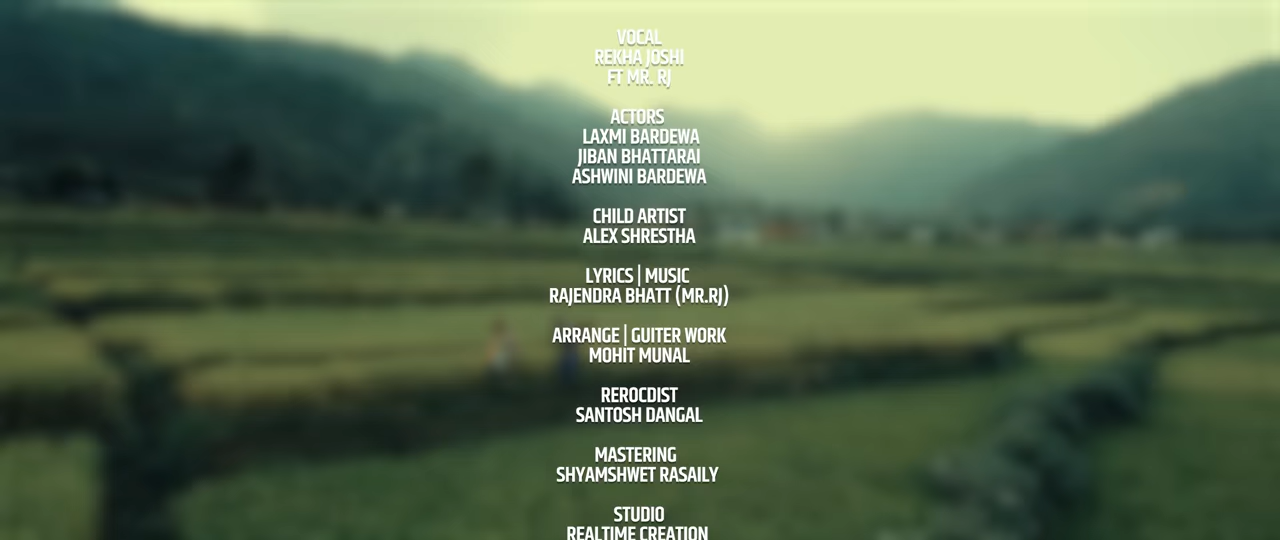 VOCAL
REKHA JOSHI
FT MR. RJ
ACTORS
LAXMI BARDEWA
JIBAN BHATTARAI
ASHWINI BARDEWA
CHILD ARTIST
ALEX SHRESTHA
LYRICS | MUSIC
RAJENDRA BHATT (MR.RJ)
ARRANGE | GUITER WORK
MOHIT MUNAL
REROCDIST
SANTOSH DANGAL
MASTERING
SHYAMSHWET RASAILY
STUDIO
REALTIME CREATION